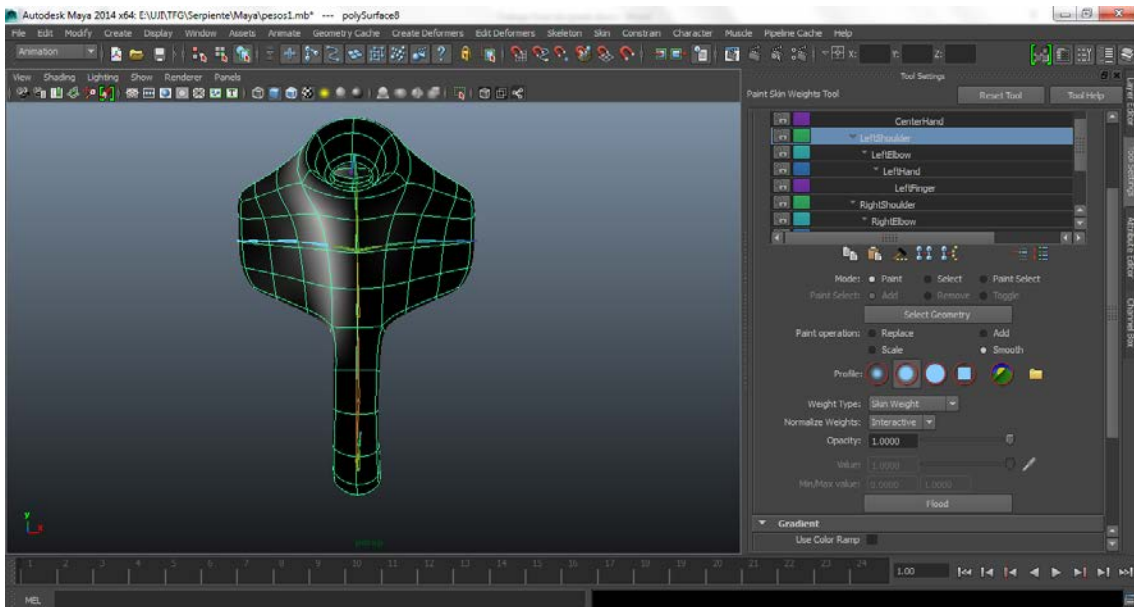 Autodesk Maya 2014 x64: E:\UJI\TFG\Serpiente\Maya\pesos1.mb* --- polySurface8
File Edit Modify Create Display Window Assets Animate Geometry Cache Create Deformers Edit Deformers Skeleton Skin Constrain Character Muscle Pipeline Cache Help
Animation X: Y: Z:
View Shading Lighting Show Renderer Panels
Tool Settings
Paint Skin Weights Tool Reset Tool Tool Help
CenterHand
LeftShoulder
LeftElbow
LeftHand
LeftFinger
RightShoulder
RightElbow
Mode: Paint Select Paint Select
Paint Select: Add Remove Toggle
Select Geometry
Paint operation: Replace Add
Scale Smooth
Profile:
Weight Type: Skin Weight
Normalize Weights: Interactive
Opacity: 1.0000
Value: 1.0000
Min/Max value: 0.0000 1.0000
Flood
Gradient
Use Color Ramp
Layer Editor
Tool Settings
Attribute Editor
Channel Box
y
x
persp
1 2 3 4 5 6 7 8 9 10 11 12 13 14 15 16 17 18 19 20 21 22 23 24 1.00
MEL